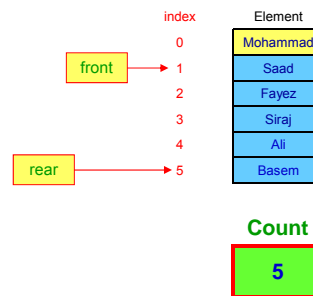 index Element
0 Mohammad
front 1 Saad
2 Fayez
3 Siraj
4 Ali
rear 5 Basem
Count
5